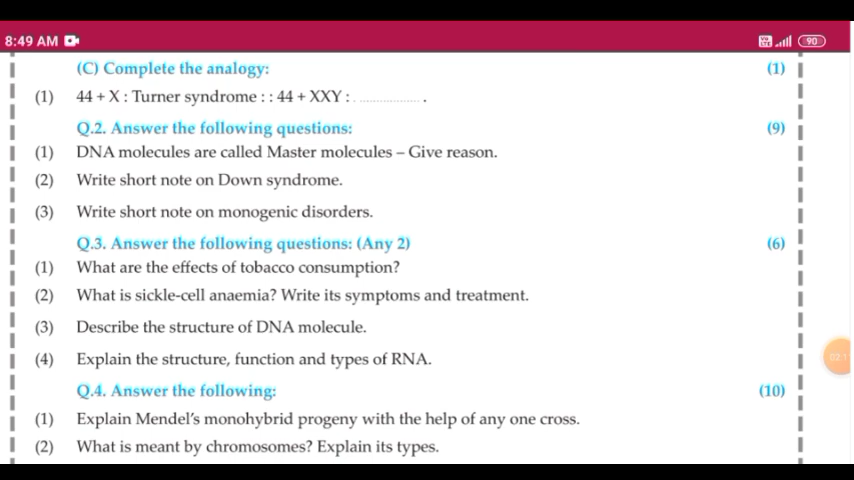 8:49 AM 90
(C) Complete the analogy: (1)
(1) 44 + X : Turner syndrome : : 44 + XXY : .................... .
Q.2. Answer the following questions: (9)
(1) DNA molecules are called Master molecules – Give reason.
(2) Write short note on Down syndrome.
(3) Write short note on monogenic disorders.
Q.3. Answer the following questions: (Any 2) (6)
(1) What are the effects of tobacco consumption?
(2) What is sickle-cell anaemia? Write its symptoms and treatment.
(3) Describe the structure of DNA molecule.
(4) Explain the structure, function and types of RNA.
Q.4. Answer the following: (10)
(1) Explain Mendel's monohybrid progeny with the help of any one cross.
(2) What is meant by chromosomes? Explain its types.